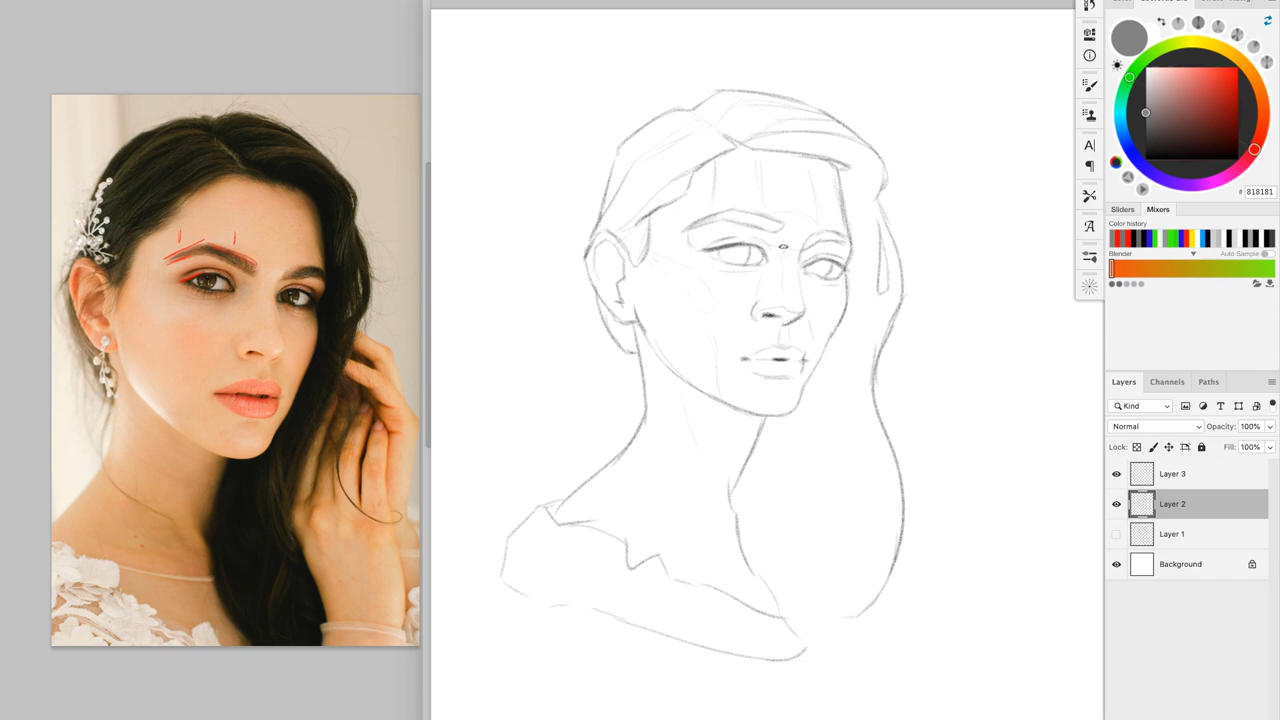 # 818181
Sliders Mixers
Color history
Blender Auto Sample
Layers Channels Paths
Kind
Normal Opacity: 100%
Lock: Fill: 100%
Layer 3
Layer 2
Layer 1
Background